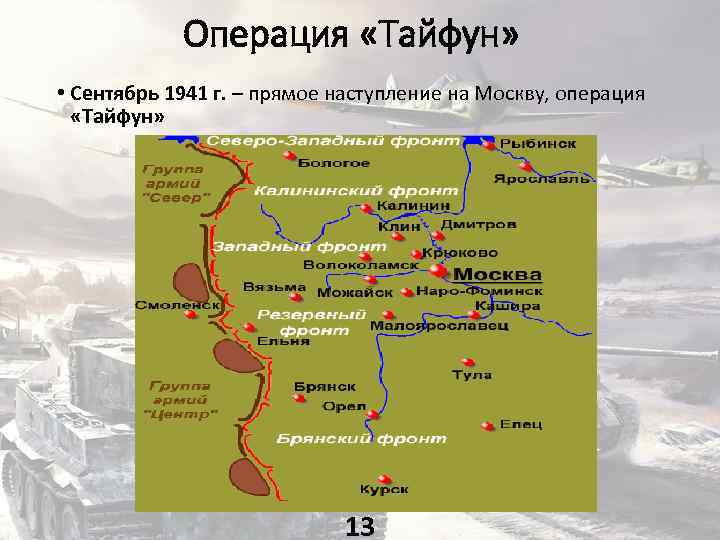 Операция «Тайфун»
• Сентябрь 1941 г. – прямое наступление на Москву, операция
«Тайфун»
Северо-Западный фронт
Рыбинск
Бологое
Группа
армий
"Север"
Ярославль
Калининский фронт
Калинин
Клин
Дмитров
Западный фронт
Крюково
Волоколамск
Москва
Вязьма
Можайск
Наро-Фоминск
Смоленск
Кашира
Резервный
фронт
Малоярославец
Ельня
Тула
Группа
армий
"Центр"
Брянск
Орел
Елец
Брянский фронт
Курск
13